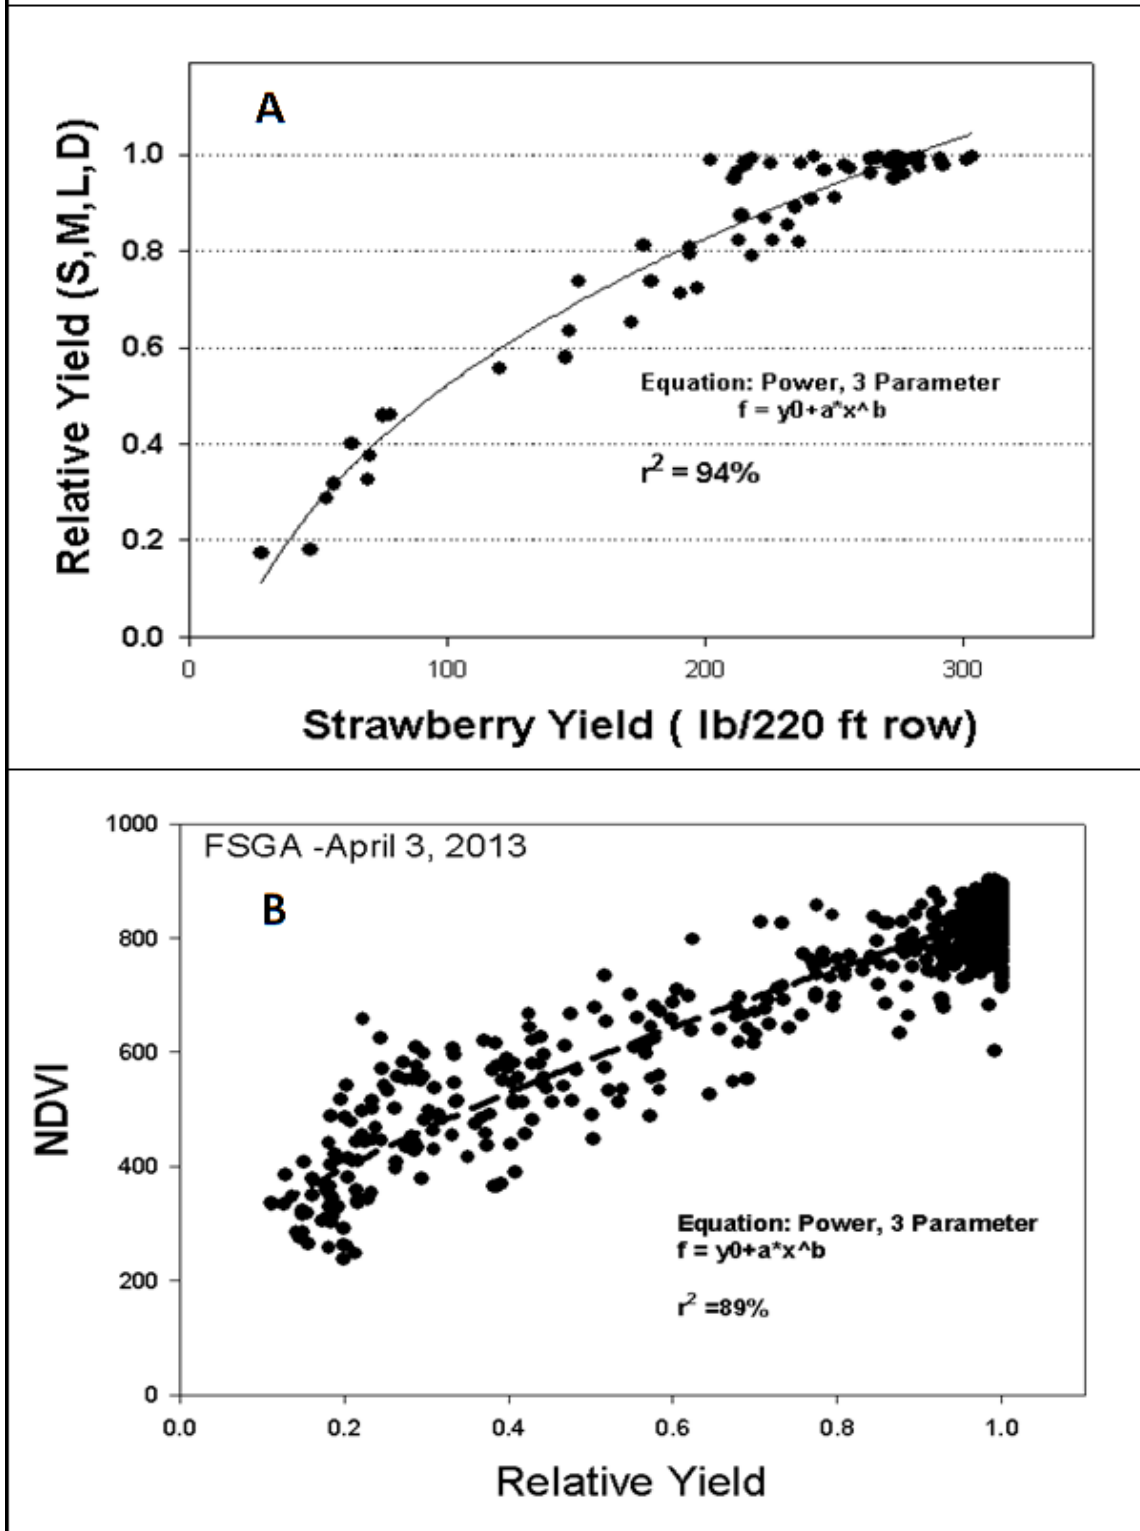 A
Relative Yield (S,M,L,D)
1.0
0.8
0.6
0.4
0.2
0.0
Equation: Power, 3 Parameter
f = y0+a*x^b
r² = 94%
0 100 200 300
Strawberry Yield ( lb/220 ft row)
FSGA -April 3, 2013
B
NDVI
1000
800
600
400
200
0
Equation: Power, 3 Parameter
f = y0+a*x^b
r² =89%
0.0 0.2 0.4 0.6 0.8 1.0
Relative Yield